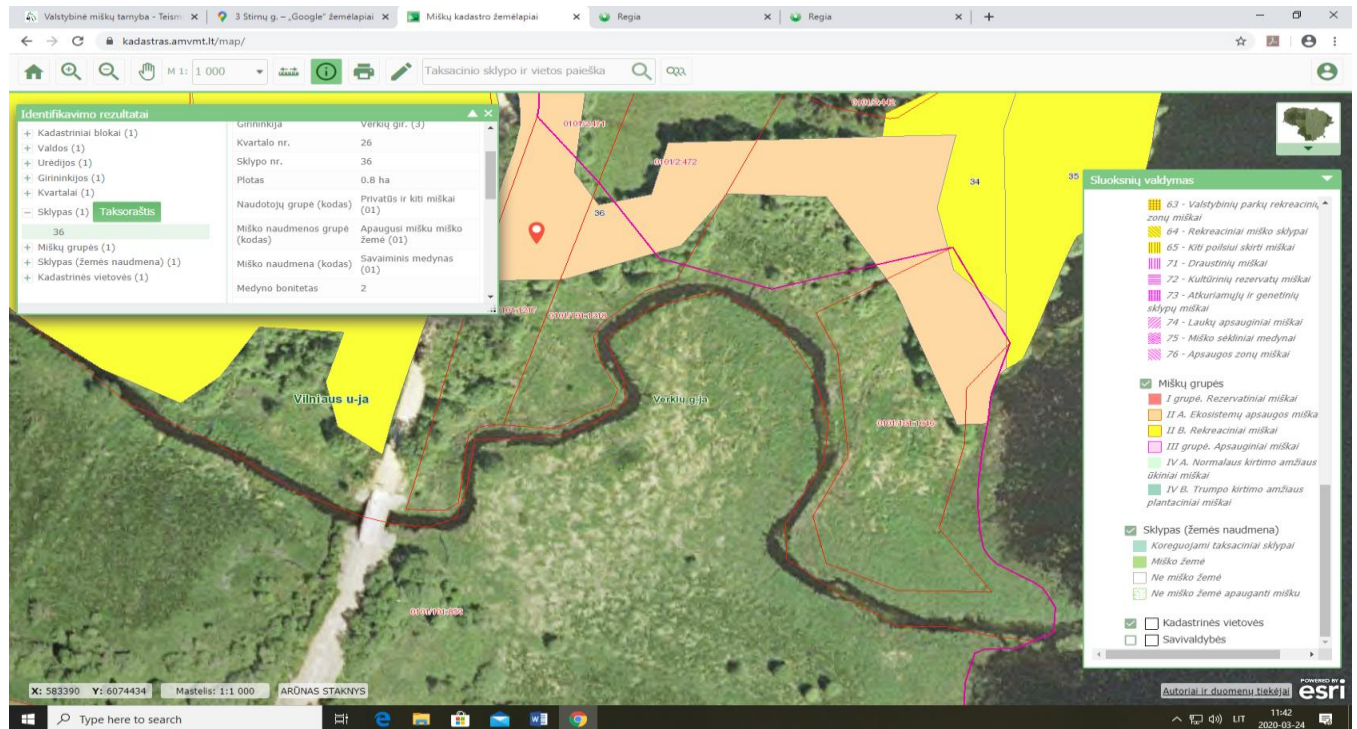 Valstybinė miškų tarnyba - Teism
3 Stirnų g. – „Google“ žemėlapiai
Miškų kadastro žemėlapiai
Regia
Regia
kadastras.amvmt.lt/map/
M 1: 1 000
Taksacinio sklypo ir vietos paieška
Identifikavimo rezultatai
Kadastriniai blokai (1)
Valdos (1)
Urėdijos (1)
Girininkijos (1)
Kvartalai (1)
Sklypas (1) Taksoraštis
36
Miškų grupės (1)
Sklypas (žemės naudmena) (1)
Kadastrinės vietovės (1)
Girininkija Verkių gir. (3)
Kvartalo nr. 26
Sklypo nr. 36
Plotas 0.8 ha
Naudotojų grupė (kodas) Privatūs ir kiti miškai (01)
Miško naudmenos grupė (kodas) Apaugusi mišku miško žemė (01)
Miško naudmena (kodas) Savaiminis medynas (01)
Medyno bonitetas 2
0101/2:472
36
34
35
Vilniaus u-ja
Verkių g-ja
Sluoksnių valdymas
63 - Valstybinių parkų rekreacinių
zonų miškai
64 - Rekreaciniai miško sklypai
65 - Kiti poilsiui skirti miškai
71 - Draustinių miškai
72 - Kultūrinių rezervatų miškai
73 - Atkuriamųjų ir genetinių
sklypų miškai
74 - Laukų apsauginiai miškai
75 - Miško sėkliniai medynai
76 - Apsaugos zonų miškai
Miškų grupės
I grupė. Rezervatiniai miškai
II A. Ekosistemų apsaugos miška
II B. Rekreaciniai miškai
III grupė. Apsauginiai miškai
IV A. Normalaus kirtimo amžiaus
ūkiniai miškai
IV B. Trumpo kirtimo amžiaus
plantaciniai miškai
Sklypas (žemės naudmena)
Koreguojami taksaciniai sklypai
Miško žemė
Ne miško žemė
Ne miško žemė apauganti mišku
Kadastrinės vietovės
Savivaldybės
X: 583390 Y: 6074434
Mastelis: 1:1 000
ARŪNAS STAKNYS
Autoriai ir duomenų tiekėjai
POWERED BY
esri
Type here to search
LIT
11:42
2020-03-24